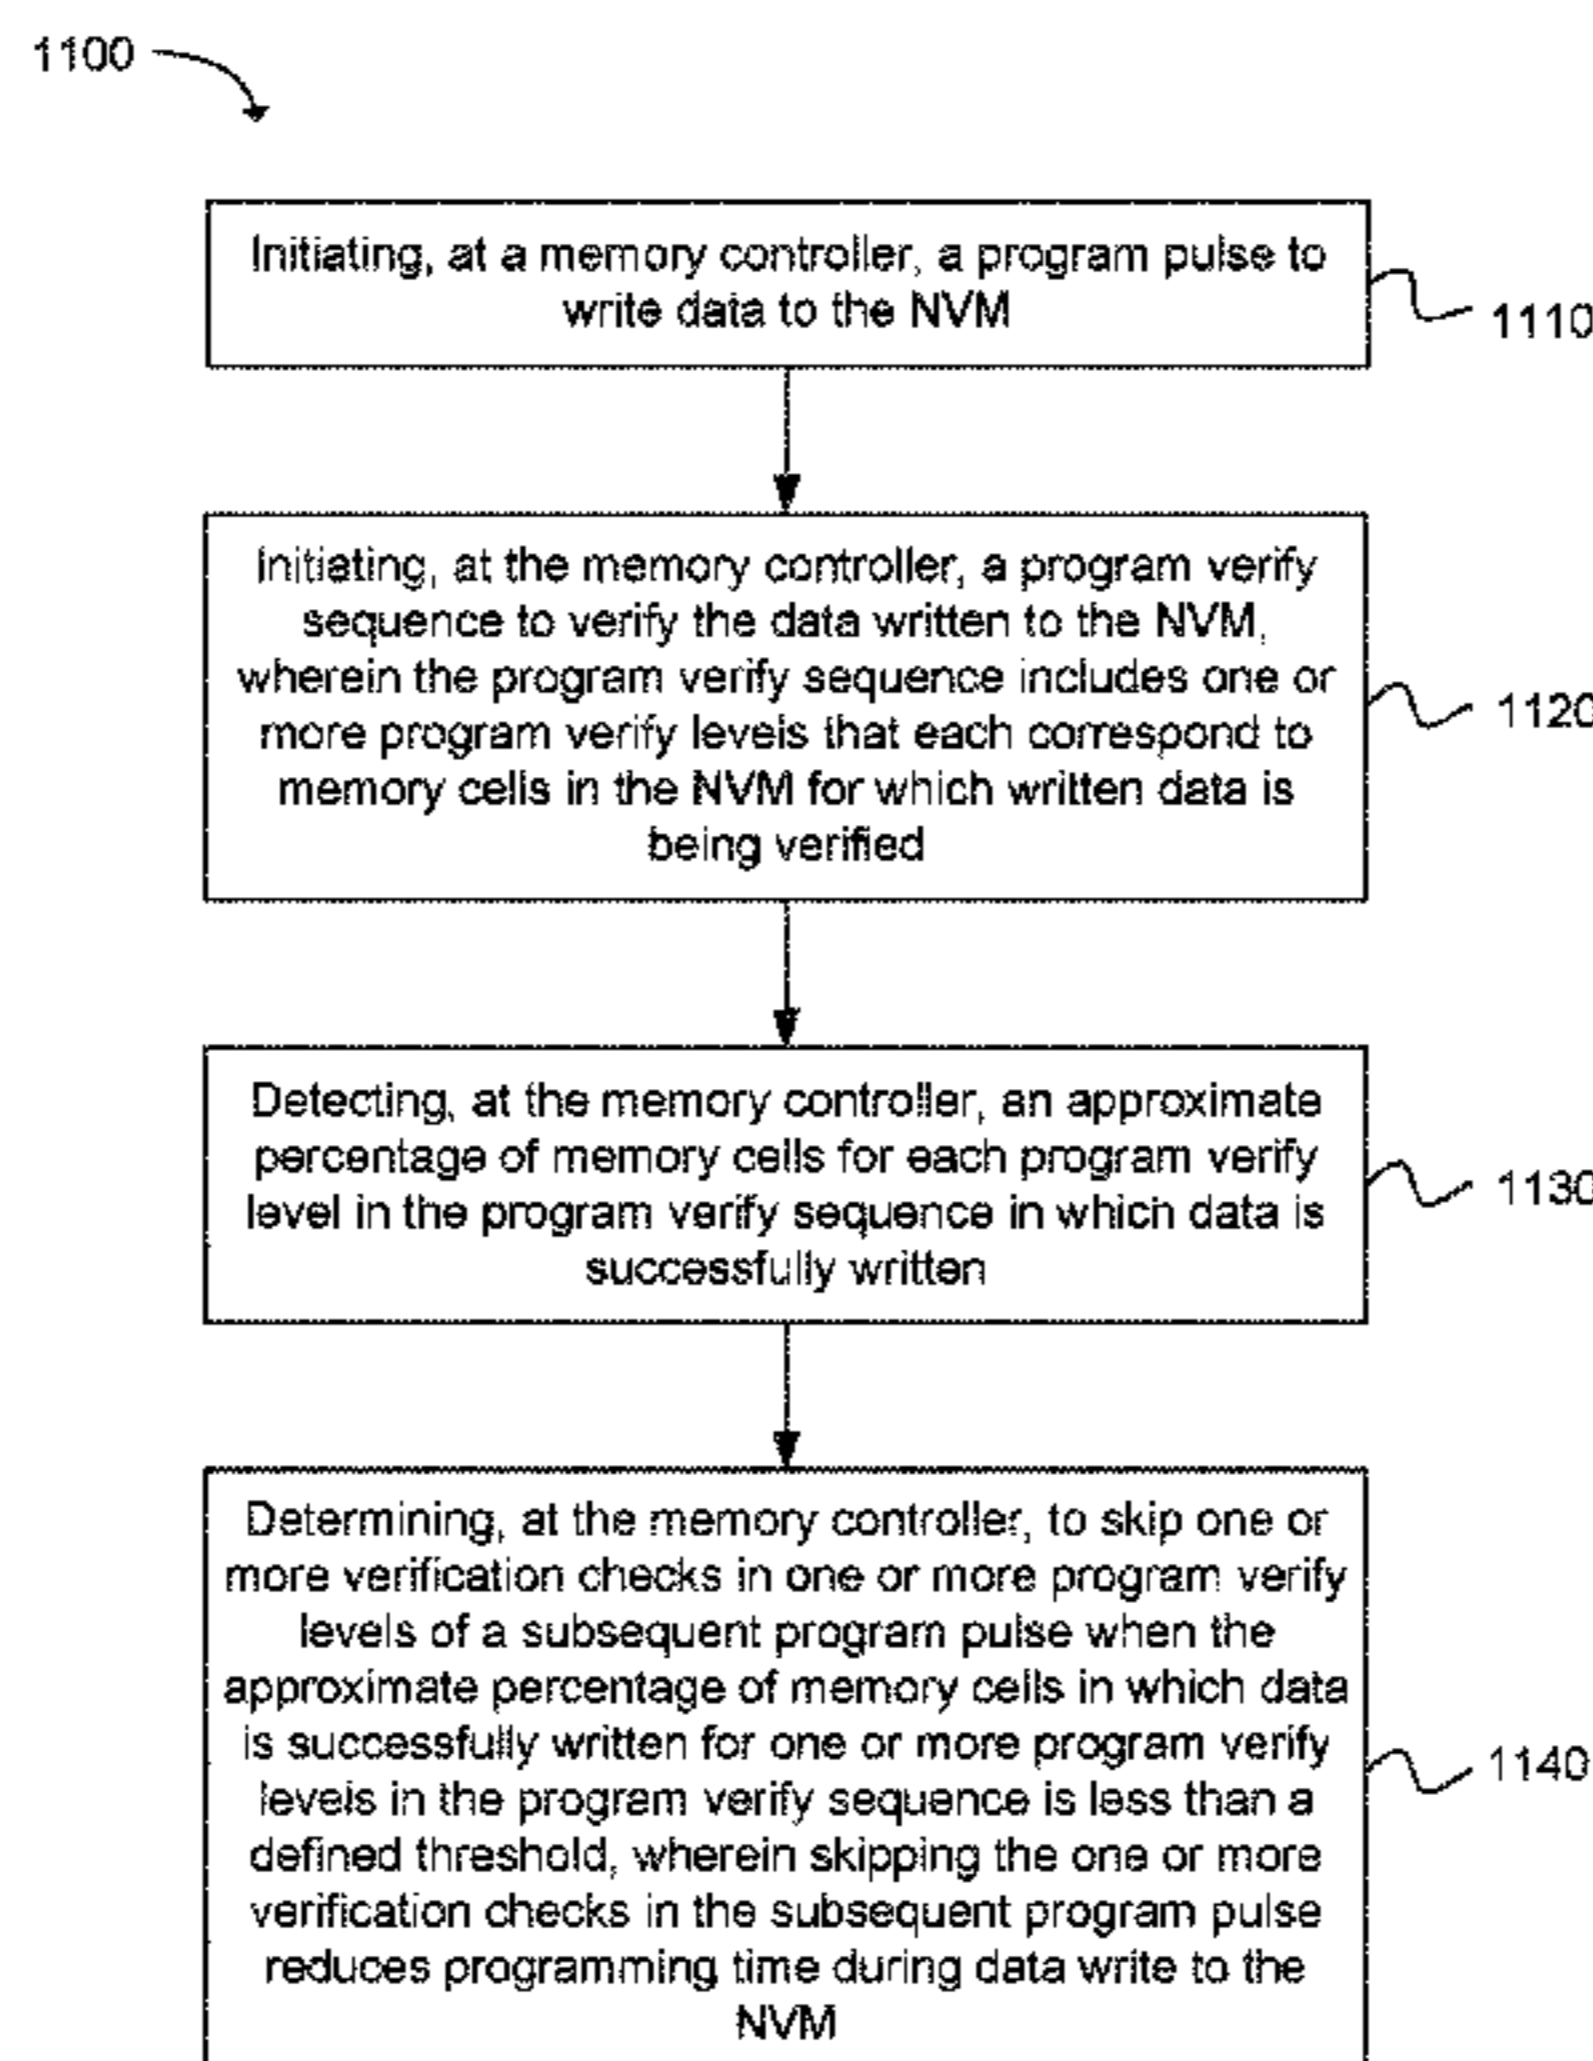 1100
Initiating, at a memory controller, a program pulse to
write data to the NVM
1110
Initiating, at the memory controller, a program verify
sequence to verify the data written to the NVM,
wherein the program verify sequence includes one or
more program verify levels that each correspond to
memory cells in the NVM for which written data is
being verified
1120
Detecting, at the memory controller, an approximate
percentage of memory cells for each program verify
level in the program verify sequence in which data is
successfully written
1130
Determining, at the memory controller, to skip one or
more verification checks in one or more program verify
levels of a subsequent program pulse when the
approximate percentage of memory cells in which data
is successfully written for one or more program verify
levels in the program verify sequence is less than a
defined threshold, wherein skipping the one or more
verification checks in the subsequent program pulse
reduces programming time during data write to the
NVM
1140